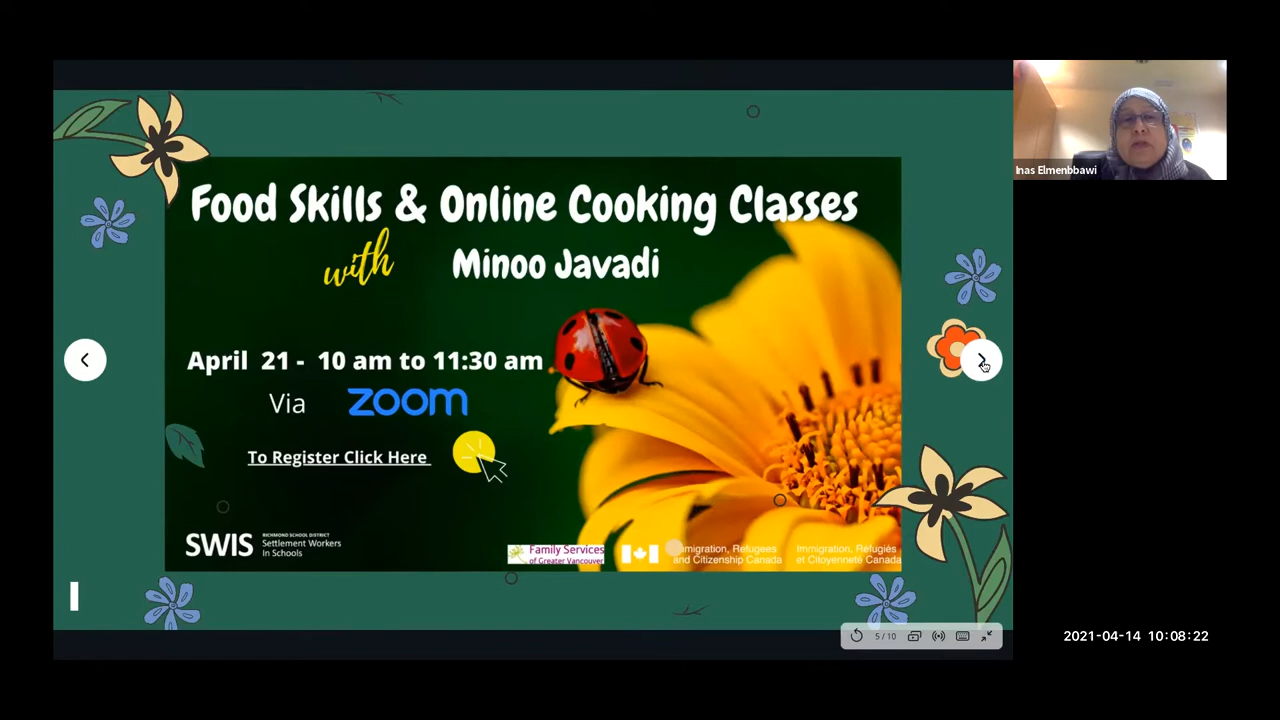 Food Skills & Online Cooking Classes
with Minoo Javadi
April 21 - 10 am to 11:30 am
Via zoom
To Register Click Here
SWIS
RICHMOND SCHOOL DISTRICT
Settlement Workers
In Schools
Family Services
of Greater Vancouver
Immigration, Refugees
and Citizenship Canada
Immigration, Réfugiés
et Citoyenneté Canada
5 / 10
Inas Elmenbbawi
2021-04-14 10:08:22